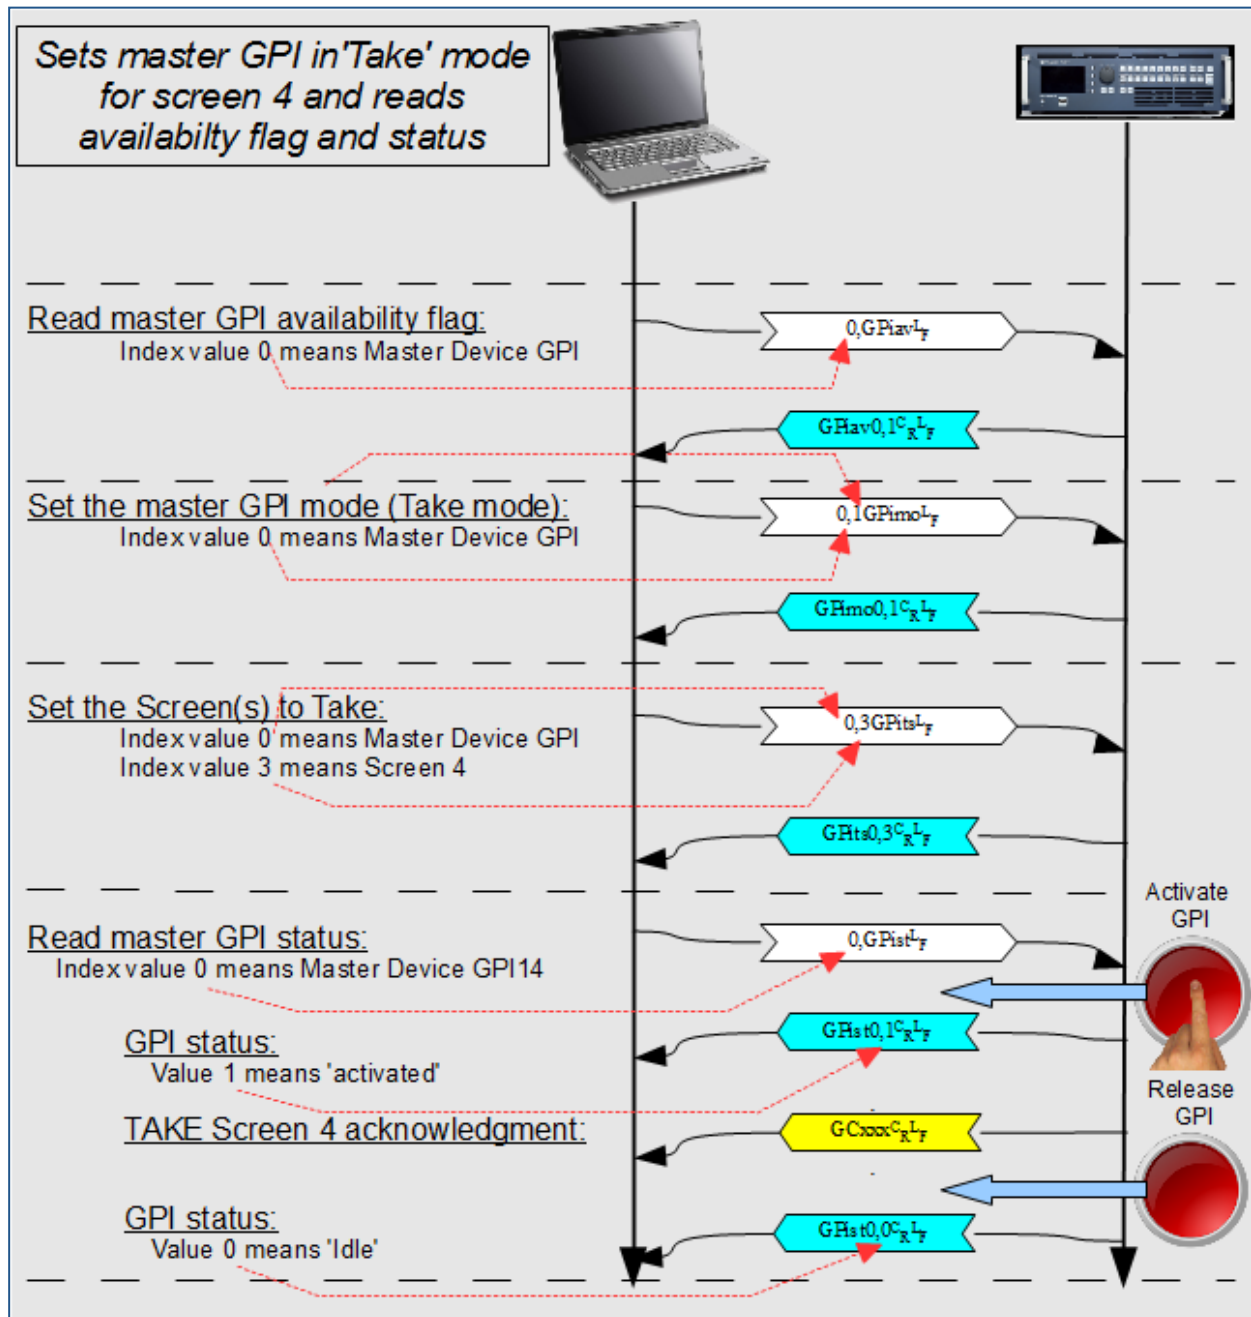 Sets master GPI in'Take' mode
for screen 4 and reads
availabilty flag and status
Read master GPI availability flag:
Index value 0 means Master Device GPI
0,GPiavLF
GPiav0,1CRLF
Set the master GPI mode (Take mode):
Index value 0 means Master Device GPI
0,1GPimoLF
GPimo0,1CRLF
Set the Screen(s) to Take:
Index value 0 means Master Device GPI
Index value 3 means Screen 4
0,3GPitsLF
GPits0,3CRLF
Activate
GPI
Read master GPI status:
Index value 0 means Master Device GPI14
0,GPistLF
GPI status:
Value 1 means 'activated'
GPist0,1CRLF
Release
GPI
TAKE Screen 4 acknowledgment:
GCxxxCRLF
GPI status:
Value 0 means 'Idle'
GPist0,0CRLF